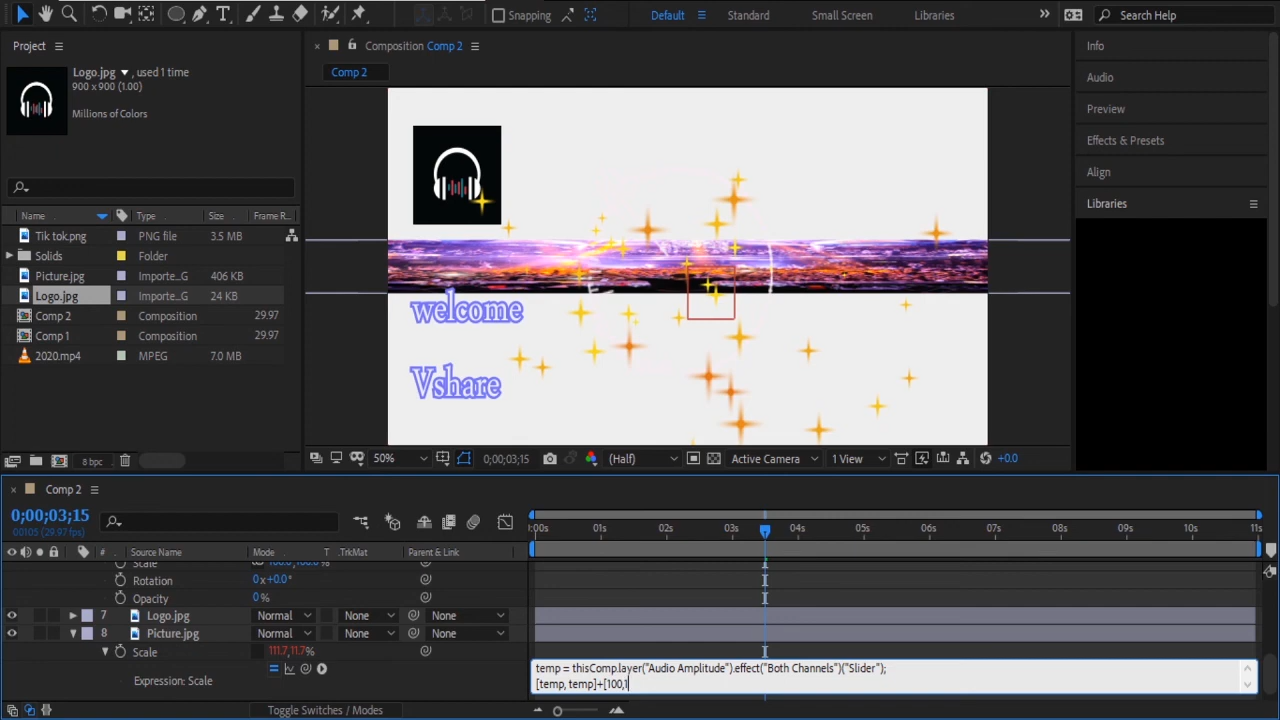 Snapping
Default
Standard
Small Screen
Libraries
Search Help
Project
Composition Comp 2
Info
Logo.jpg , used 1 time
900 x 900 (1.00)
Comp 2
Audio
Millions of Colors
Preview
Effects & Presets
Align
Libraries
Name
Type
Size
Frame R...
Tik tok.png PNG file 3.5 MB
Solids Folder
Picture.jpg Importe...G 406 KB
Logo.jpg Importe...G 24 KB
Comp 2 Composition 29.97
Comp 1 Composition 29.97
2020.mp4 MPEG 7.0 MB
welcome
Vshare
8 bpc
50%
0;00;03;15
(Half)
Active Camera
1 View
+0.0
Comp 2
0;00;03;15
00105 (29.97 fps)
:00s 01s 02s 03s 04s 05s 06s 07s 08s 09s 10s 11s
# Source Name Mode T .TrkMat Parent & Link
Scale 100.0,100.0%
Rotation 0x+0.0°
Opacity 0%
7 Logo.jpg Normal None None
8 Picture.jpg Normal None None
Scale 111.7,11.7%
Expression: Scale
temp = thisComp.layer("Audio Amplitude").effect("Both Channels")("Slider");
[temp, temp]+[100,1
Toggle Switches / Modes